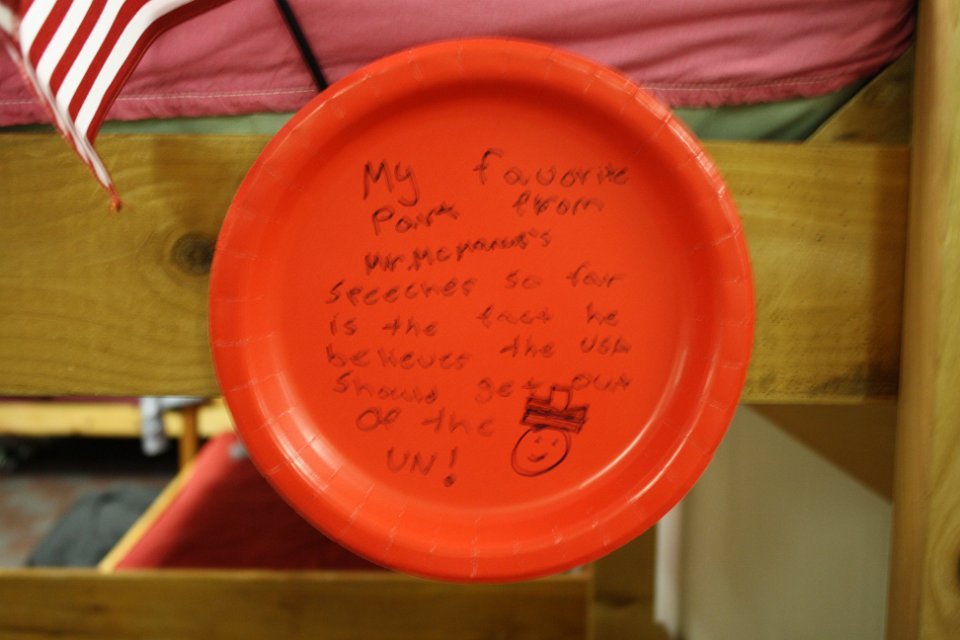 My favorite
Part from
Mr. Mcmanus's
speeches so far
is the fact he
believes the USA
should get out
Of the
UN!